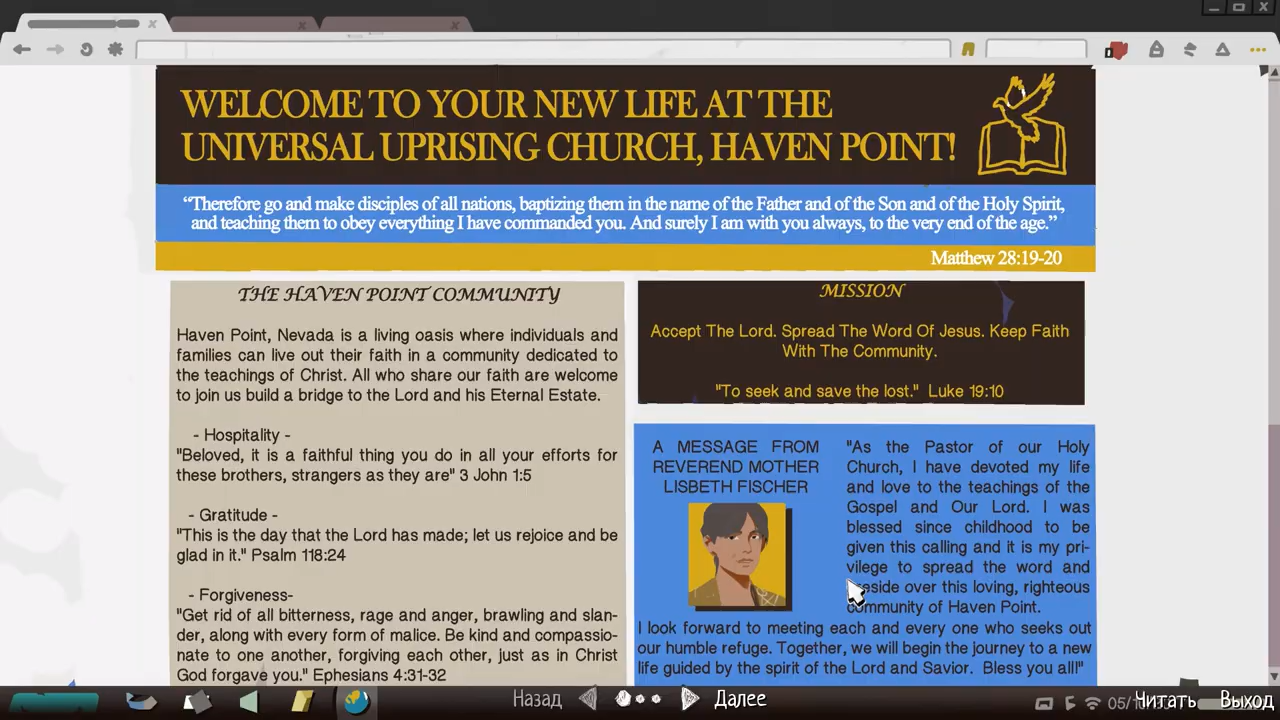 WELCOME TO YOUR NEW LIFE AT THE
UNIVERSAL UPRISING CHURCH, HAVEN POINT!
“Therefore go and make disciples of all nations, baptizing them in the name of the Father and of the Son and of the Holy Spirit,
and teaching them to obey everything I have commanded you. And surely I am with you always, to the very end of the age.”
Matthew 28:19-20
THE HAVEN POINT COMMUNITY
Haven Point, Nevada is a living oasis where individuals and
families can live out their faith in a community dedicated to
the teachings of Christ. All who share our faith are welcome
to join us build a bridge to the Lord and his Eternal Estate.
- Hospitality -
"Beloved, it is a faithful thing you do in all your efforts for
these brothers, strangers as they are" 3 John 1:5
- Gratitude -
"This is the day that the Lord has made; let us rejoice and be
glad in it." Psalm 118:24
- Forgiveness-
"Get rid of all bitterness, rage and anger, brawling and slan-
der, along with every form of malice. Be kind and compassio-
nate to one another, forgiving each other, just as in Christ
God forgave you." Ephesians 4:31-32
MISSION
Accept The Lord. Spread The Word Of Jesus. Keep Faith
With The Community.
"To seek and save the lost." Luke 19:10
A MESSAGE FROM
REVEREND MOTHER
LISBETH FISCHER
"As the Pastor of our Holy
Church, I have devoted my life
and love to the teachings of the
Gospel and Our Lord. I was
blessed since childhood to be
given this calling and it is my pri-
vilege to spread the word and
preside over this loving, righteous
community of Haven Point.
I look forward to meeting each and every one who seeks out
our humble refuge. Together, we will begin the journey to a new
life guided by the spirit of the Lord and Savior. Bless you all!"
Назад Далее
Читать Выход